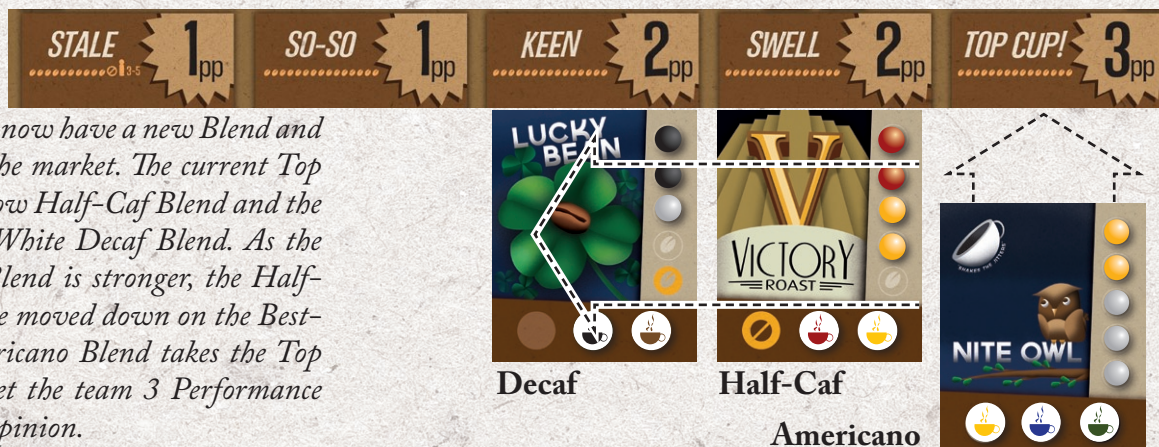 STALE 1pp SO-SO 1pp KEEN 2pp SWELL 2pp TOP CUP! 3pp
3-5
now have a new Blend and
he market. The current Top
ow Half-Caf Blend and the
White Decaf Blend. As the
lend is stronger, the Half-
e moved down on the Best-
ricano Blend takes the Top
et the team 3 Performance
pinion.
LUCKY
BEAN
V
VICTORY
ROAST
NITE OWL
Decaf
Half-Caf
Americano